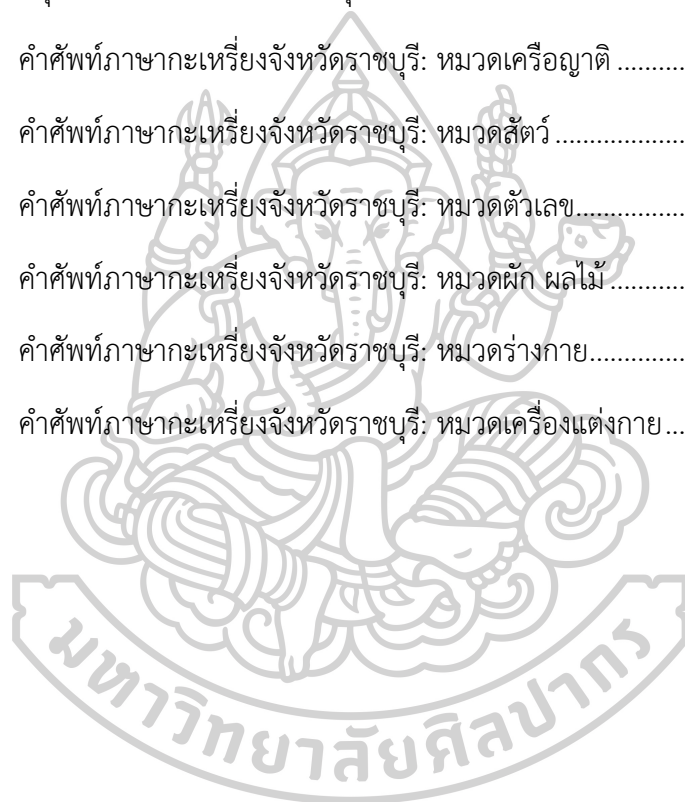 คำศัพท์ภาษากะเหรี่ยงจังหวัดราชบุรี: หมวดเครือญาติ ..........
คำศัพท์ภาษากะเหรี่ยงจังหวัดราชบุรี: หมวดสัตว์ ...................
คำศัพท์ภาษากะเหรี่ยงจังหวัดราชบุรี: หมวดตัวเลข................
คำศัพท์ภาษากะเหรี่ยงจังหวัดราชบุรี: หมวดผัก ผลไม้ ...........
คำศัพท์ภาษากะเหรี่ยงจังหวัดราชบุรี: หมวดร่างกาย..............
คำศัพท์ภาษากะเหรี่ยงจังหวัดราชบุรี: หมวดเครื่องแต่งกาย ...
มหาวิทยาลัยศิลปากร